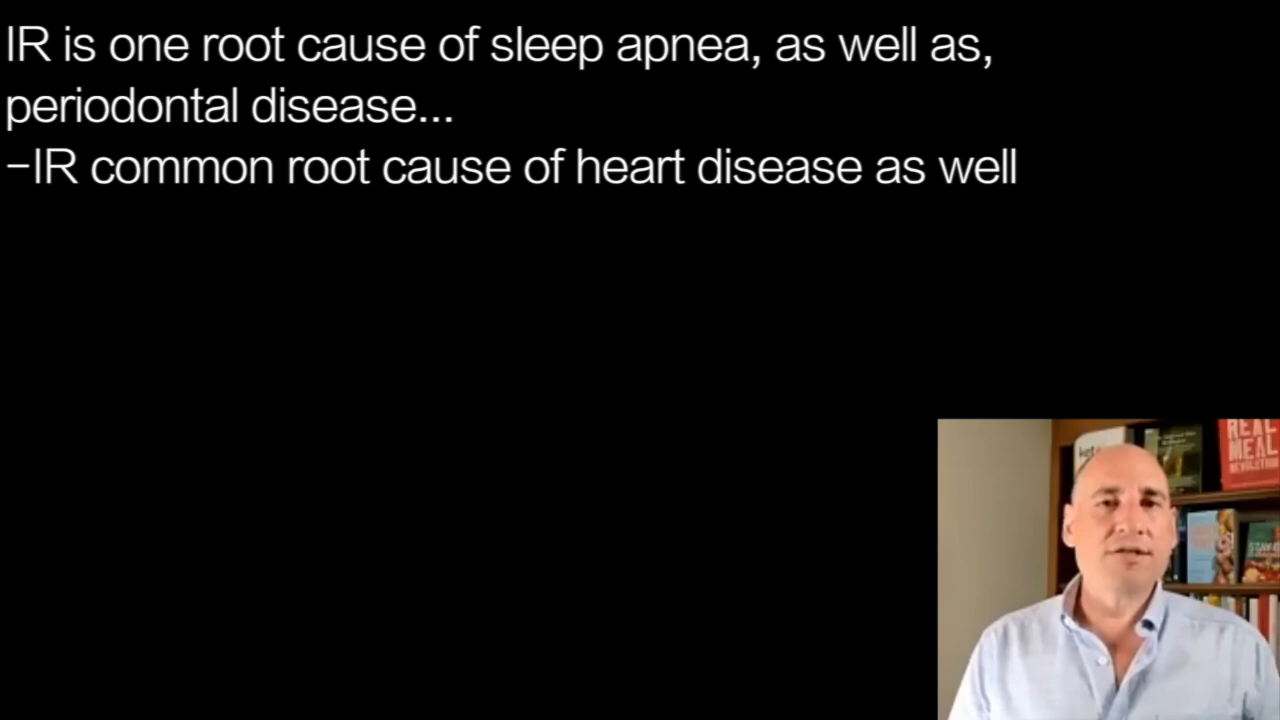 IR is one root cause of sleep apnea, as well as,
periodontal disease...
–IR common root cause of heart disease as well
REAL
MEAL
REVOLUTION